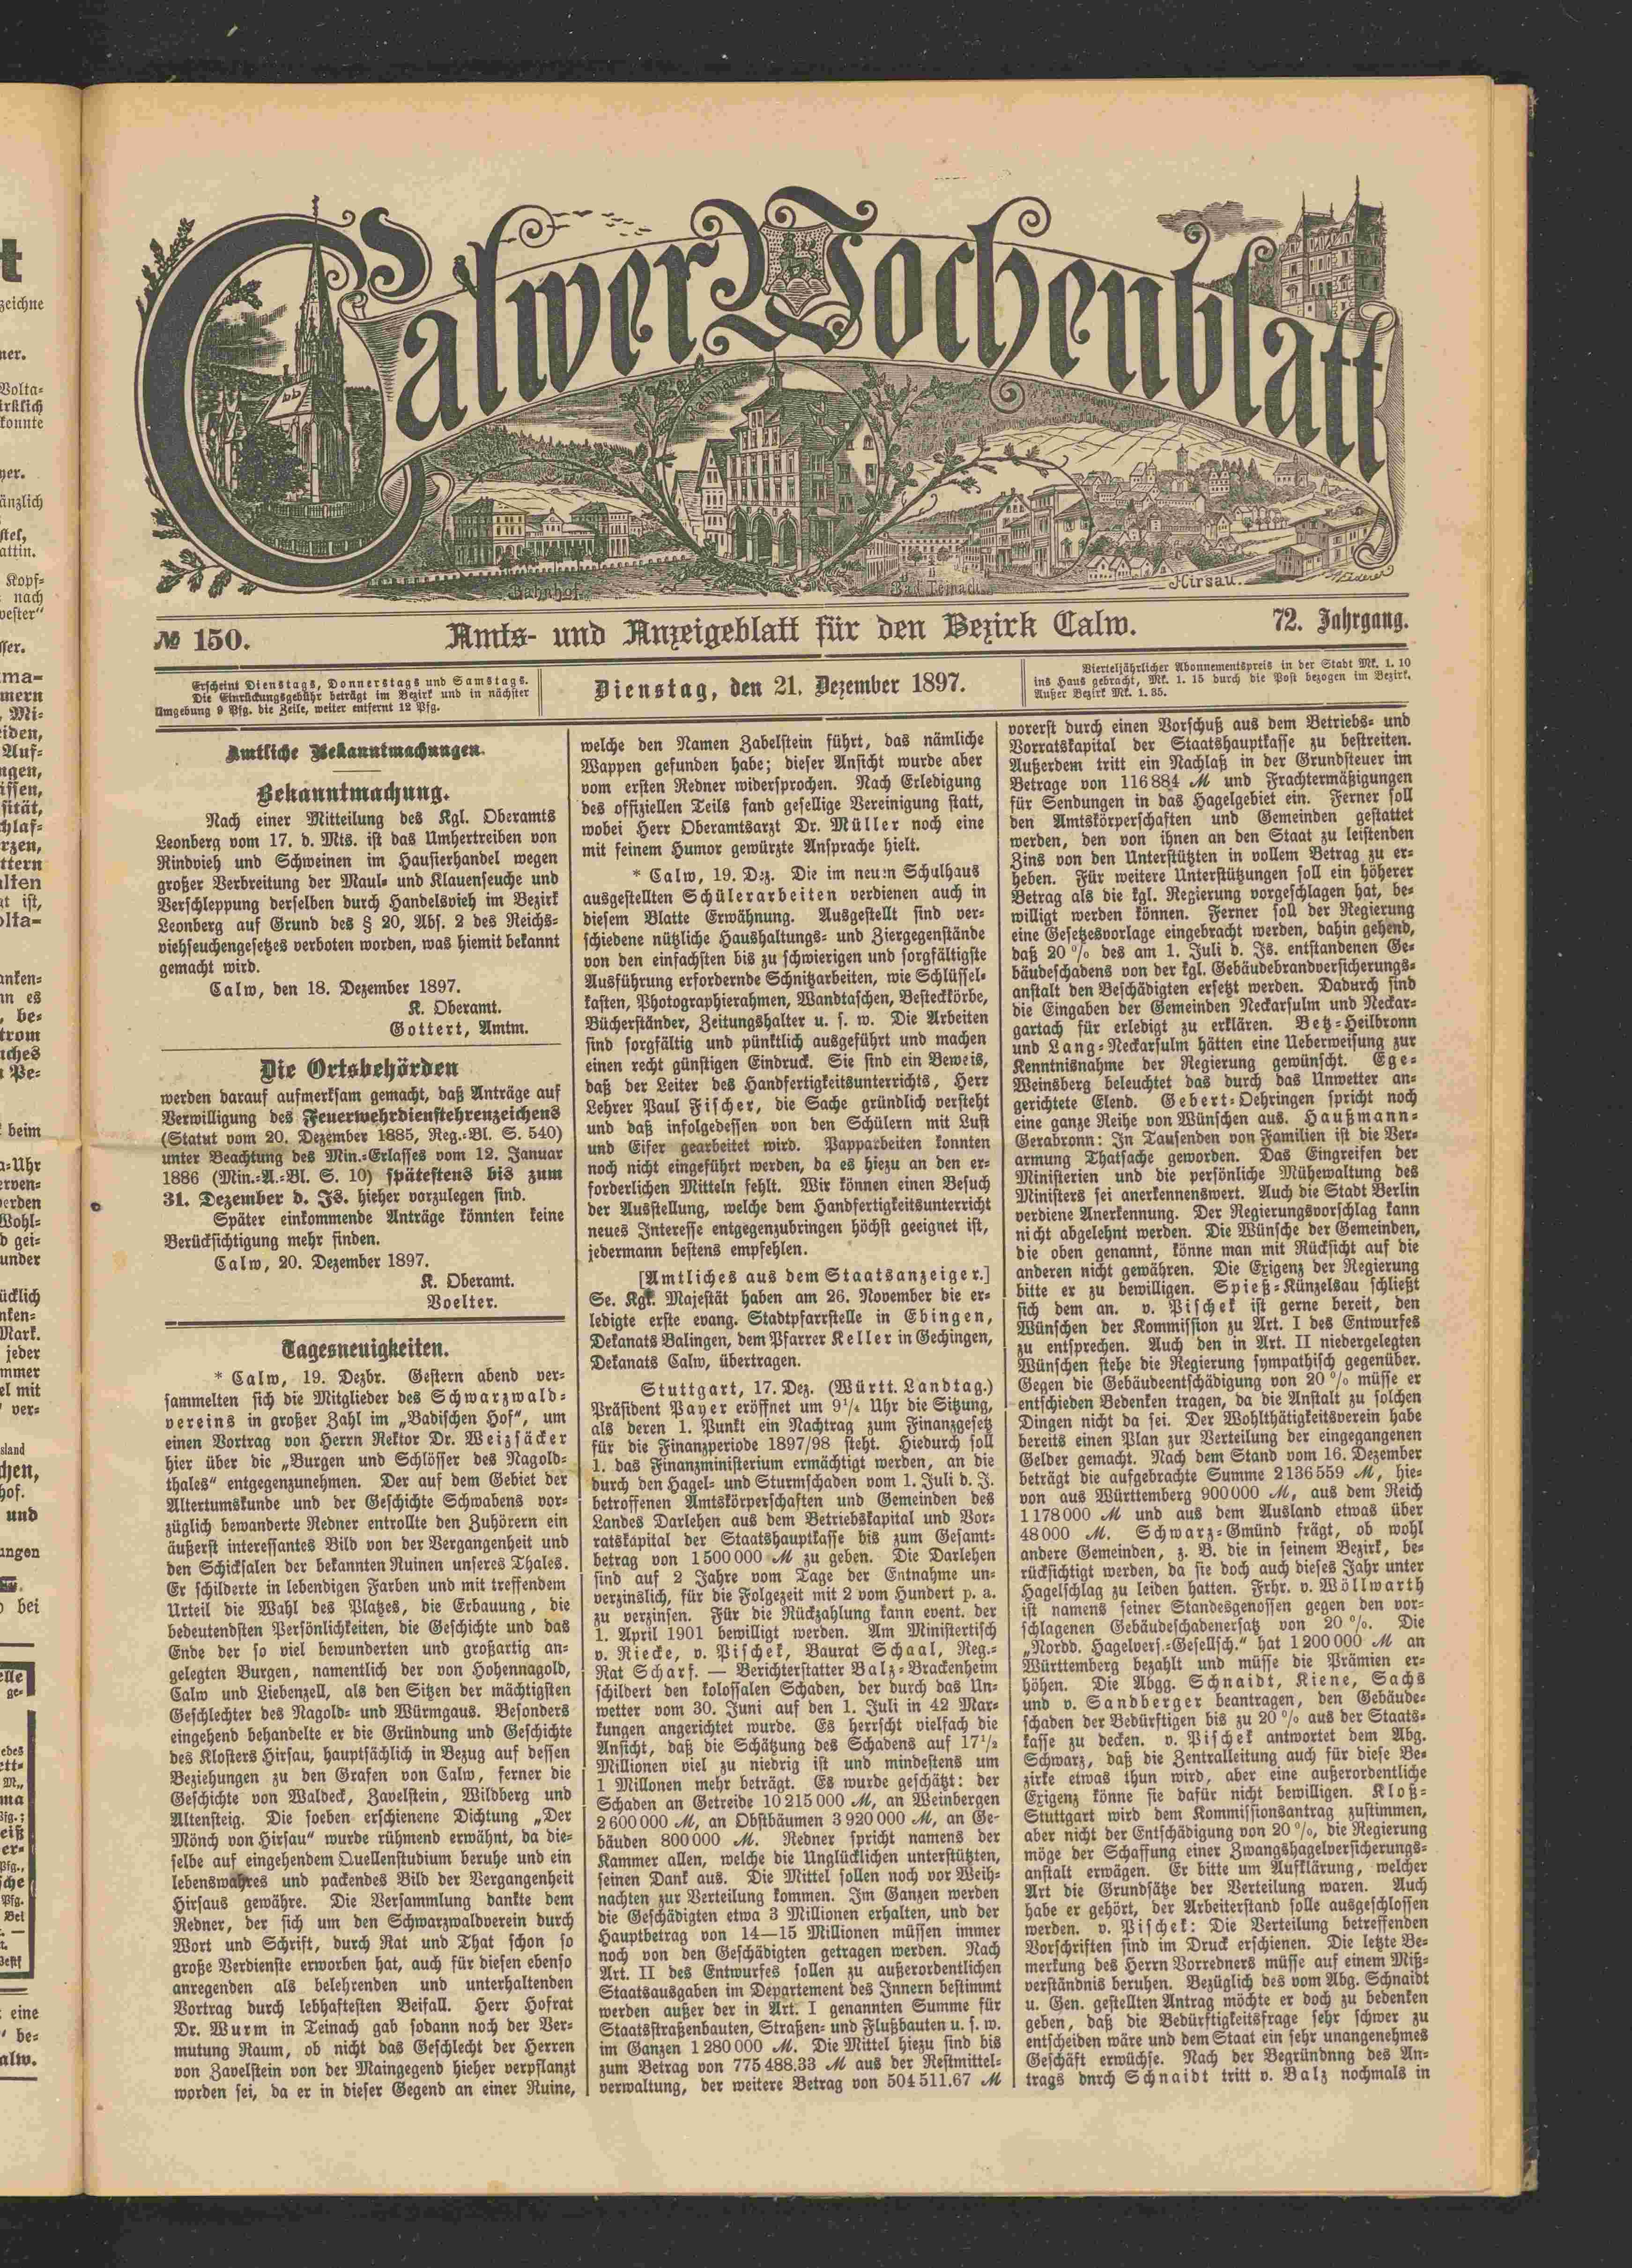 Calwer Wochenblatt
Rathaus
Bahnhof.
Bad Teinach.
Hirsau.
№ 150.
Amts- und Anzeigeblatt für den Bezirk Calw.
72. Jahrgang.
Erscheint Dienstags, Donnerstags und Samstags.
Die Einrückungsgebühr beträgt im Bezirk und in nächster
Umgebung 9 Pfg. die Zeile, weiter entfernt 12 Pfg.
Dienstag, den 21. Dezember 1897.
Vierteljährlicher Abonnementspreis in der Stadt Mk. 1. 10
ins Haus gebracht, Mk. 1. 15 durch die Post bezogen im Bezirk,
Außer Bezirk Mk. 1. 35.
Amtliche Bekanntmachungen.
Bekanntmachung.
Nach einer Mitteilung des Kgl. Oberamts
Leonberg vom 17. d. Mts. ist das Umhertreiben von
Rindvieh und Schweinen im Hausierhandel wegen
großer Verbreitung der Maul- und Klauenseuche und
Verschleppung derselben durch Handelsvieh im Bezirk
Leonberg auf Grund des § 20, Abs. 2 des Reichs-
viehseuchengesetzes verboten worden, was hiemit bekannt
gemacht wird.
Calw, den 18. Dezember 1897.
K. Oberamt.
Gottert, Amtm.
Die Ortsbehörden
werden darauf aufmerksam gemacht, daß Anträge auf
Verwilligung des Feuerwehrdienstehrenzeichens
(Statut vom 20. Dezember 1885, Reg.-Bl. S. 540)
unter Beachtung des Min.-Erlasses vom 12. Januar
1886 (Min.-A.-Bl. S. 10) spätestens bis zum
31. Dezember d. Js. hieher vorzulegen sind.
Später einkommende Anträge könnten keine
Berücksichtigung mehr finden.
Calw, 20. Dezember 1897.
K. Oberamt.
Voelter.
Tagesneuigkeiten.
* Calw, 19. Dezbr. Gestern abend ver-
sammelten sich die Mitglieder des Schwarzwald-
vereins in großer Zahl im „Badischen Hof“, um
einen Vortrag von Herrn Rektor Dr. Weizsäcker
hier über die „Burgen und Schlösser des Nagold-
thales“ entgegenzunehmen. Der auf dem Gebiet der
Altertumskunde und der Geschichte Schwabens vor-
züglich bewanderte Redner entrollte den Zuhörern ein
äußerst interessantes Bild von der Vergangenheit und
den Schicksalen der bekannten Ruinen unseres Thales.
Er schilderte in lebendigen Farben und mit treffendem
Urteil die Wahl des Platzes, die Erbauung, die
bedeutendsten Persönlichkeiten, die Geschichte und das
Ende der so viel bewunderten und großartig an-
gelegten Burgen, namentlich der von Hohennagold,
Calw und Liebenzell, als den Sitzen der mächtigsten
Geschlechter des Nagold- und Würmgaus. Besonders
eingehend behandelte er die Gründung und Geschichte
des Klosters Hirsau, hauptsächlich in Bezug auf dessen
Beziehungen zu den Grafen von Calw, ferner die
Geschichte von Waldeck, Zavelstein, Wildberg und
Altensteig. Die soeben erschienene Dichtung „Der
Mönch von Hirsau“ wurde rühmend erwähnt, da die-
selbe auf eingehendem Quellenstudium beruhe und ein
lebenswahres und packendes Bild der Vergangenheit
Hirsaus gewähre. Die Versammlung dankte dem
Redner, der sich um den Schwarzwaldverein durch
Wort und Schrift, durch Rat und That schon so
große Verdienste erworben hat, auch für diesen ebenso
anregenden als belehrenden und unterhaltenden
Vortrag durch lebhaftesten Beifall. Herr Hofrat
Dr. Wurm in Teinach gab sodann noch der Ver-
mutung Raum, ob nicht das Geschlecht der Herren
von Zavelstein von der Maingegend hieher verpflanzt
worden sei, da er in dieser Gegend an einer Ruine,
welche den Namen Zabelstein führt, das nämliche
Wappen gefunden habe; dieser Ansicht wurde aber
vom ersten Redner widersprochen. Nach Erledigung
des offiziellen Teils fand gesellige Vereinigung statt,
wobei Herr Oberamtsarzt Dr. Müller noch eine
mit feinem Humor gewürzte Ansprache hielt.
* Calw, 19. Dez. Die im neuen Schulhaus
ausgestellten Schülerarbeiten verdienen auch in
diesem Blatte Erwähnung. Ausgestellt sind ver-
schiedene nützliche Haushaltungs- und Ziergegenstände
von den einfachsten bis zu schwierigen und sorgfältigste
Ausführung erfordernde Schnitzarbeiten, wie Schlüssel-
kasten, Photographierahmen, Wandtaschen, Besteckkörbe,
Bücherständer, Zeitungshalter u. s. w. Die Arbeiten
sind sorgfältig und pünktlich ausgeführt und machen
einen recht günstigen Eindruck. Sie sind ein Beweis,
daß der Leiter des Handfertigkeitsunterrichts, Herr
Lehrer Paul Fischer, die Sache gründlich versteht
und daß infolgedessen von den Schülern mit Lust
und Eifer gearbeitet wird. Papparbeiten konnten
noch nicht eingeführt werden, da es hiezu an den er-
forderlichen Mitteln fehlt. Wir können einen Besuch
der Ausstellung, welche dem Handfertigkeitsunterricht
neues Interesse entgegenzubringen höchst geeignet ist,
jedermann bestens empfehlen.
[Amtliches aus dem Staatsanzeiger.]
Se. Kgl. Majestät haben am 26. November die er-
ledigte erste evang. Stadtpfarrstelle in Ebingen,
Dekanats Balingen, dem Pfarrer Keller in Gechingen,
Dekanats Calw, übertragen.
Stuttgart, 17. Dez. (Württ. Landtag.)
Präsident Payer eröffnet um 9¼ Uhr die Sitzung,
als deren 1. Punkt ein Nachtrag zum Finanzgesetz
für die Finanzperiode 1897/98 steht. Hiedurch soll
1. das Finanzministerium ermächtigt werden, an die
durch den Hagel- und Sturmschaden vom 1. Juli d. J.
betroffenen Amtskörperschaften und Gemeinden des
Landes Darlehen aus dem Betriebskapital und Vor-
ratskapital der Staatshauptkasse bis zum Gesamt-
betrag von 1 500 000 M zu geben. Die Darlehen
sind auf 2 Jahre vom Tage der Entnahme un-
verzinslich, für die Folgezeit mit 2 vom Hundert p. a.
zu verzinsen. Für die Rückzahlung kann event. der
1. April 1901 bewilligt werden. Am Ministertisch
v. Riecke, v. Pischek, Baurat Schaal, Reg.-
Rat Scharf. — Berichterstatter Balz-Brackenheim
schildert den kolossalen Schaden, der durch das Un-
wetter vom 30. Juni auf den 1. Juli in 42 Mar-
kungen angerichtet wurde. Es herrscht vielfach die
Ansicht, daß die Schätzung des Schadens auf 17½
Millionen viel zu niedrig ist und mindestens um
1 Millonen mehr beträgt. Es wurde geschätzt: der
Schaden an Getreide 10 215 000 M, an Weinbergen
2 600 000 M, an Obstbäumen 3 920 000 M, an Ge-
bäuden 800 000 M. Redner spricht namens der
Kammer allen, welche die Unglücklichen unterstützten,
seinen Dank aus. Die Mittel sollen noch vor Weih-
nachten zur Verteilung kommen. Im Ganzen werden
die Geschädigten etwa 3 Millionen erhalten, und der
Hauptbetrag von 14—15 Millionen müssen immer
noch von den Geschädigten getragen werden. Nach
Art. II des Entwurfes sollen zu außerordentlichen
Staatsausgaben im Departement des Innern bestimmt
werden außer der in Art. I genannten Summe für
Staatsstraßenbauten, Straßen- und Flußbauten u. s. w.
im Ganzen 1 280 000 M. Die Mittel hiezu sind bis
zum Betrag von 775 488.33 M aus der Restmittel-
verwaltung, der weitere Betrag von 504 511.67 M
vorerst durch einen Vorschuß aus dem Betriebs- und
Vorratskapital der Staatshauptkasse zu bestreiten.
Außerdem tritt ein Nachlaß in der Grundsteuer im
Betrage von 116 884 M und Frachtermäßigungen
für Sendungen in das Hagelgebiet ein. Ferner soll
den Amtskörperschaften und Gemeinden gestattet
werden, den von ihnen an den Staat zu leistenden
Zins von den Unterstützten in vollem Betrag zu er-
heben. Für weitere Unterstützungen soll ein höherer
Betrag als die kgl. Regierung vorgeschlagen hat, be-
willigt werden können. Ferner soll der Regierung
eine Gesetzesvorlage eingebracht werden, dahin gehend,
daß 20 % des am 1. Juli d. Js. entstandenen Ge-
bäudeschadens von der kgl. Gebäudebrandversicherungs-
anstalt den Beschädigten ersetzt werden. Dadurch sind
die Eingaben der Gemeinden Neckarsulm und Neckar-
gartach für erledigt zu erklären. Betz-Heilbronn
und Lang-Neckarsulm hätten eine Ueberweisung zur
Kenntnisnahme der Regierung gewünscht. Ege-
Weinsberg beleuchtet das durch das Unwetter an-
gerichtete Elend. Gebert-Oehringen spricht noch
eine ganze Reihe von Wünschen aus. Haußmann-
Gerabronn: In Tausenden von Familien ist die Ver-
armung Thatsache geworden. Das Eingreifen der
Ministerien und die persönliche Mühewaltung des
Ministers sei anerkennenswert. Auch die Stadt Berlin
verdiene Anerkennung. Der Regierungsvorschlag kann
nicht abgelehnt werden. Die Wünsche der Gemeinden,
die oben genannt, könne man mit Rücksicht auf die
anderen nicht gewähren. Die Exigenz der Regierung
bitte er zu bewilligen. Spieß-Künzelsau schließt
sich dem an. v. Pischek ist gerne bereit, den
Wünschen der Kommission zu Art. I des Entwurfes
zu entsprechen. Auch den in Art. II niedergelegten
Wünschen stehe die Regierung sympathisch gegenüber.
Gegen die Gebäudeentschädigung von 20 % müsse er
entschieden Bedenken tragen, da die Anstalt zu solchen
Dingen nicht da sei. Der Wohlthätigkeitsverein habe
bereits einen Plan zur Verteilung der eingegangenen
Gelder gemacht. Nach dem Stand vom 16. Dezember
beträgt die aufgebrachte Summe 2 136 559 M, hie-
von aus Württemberg 900 000 M, aus dem Reich
1 178 000 M und aus dem Ausland etwas über
48 000 M. Schwarz-Gmünd frägt, ob wohl
andere Gemeinden, z. B. die in seinem Bezirk, be-
rücksichtigt werden, da sie doch auch dieses Jahr unter
Hagelschlag zu leiden hatten. Frhr. v. Wöllwarth
ist namens seiner Standesgenossen gegen den vor-
schlagenen Gebäudeschadenersatz von 20 %. Die
„Nordd. Hagelvers.-Gesellsch.“ hat 1 200 000 M an
Württemberg bezahlt und müsse die Prämien er-
höhen. Die Abgg. Schnaidt, Kiene, Sachs
und v. Sandberger beantragen, den Gebäude-
schaden der Bedürftigen bis zu 20 % aus der Staats-
kasse zu decken. v. Pischek antwortet dem Abg.
Schwarz, daß die Zentralleitung auch für diese Be-
zirke etwas thun wird, aber eine außerordentliche
Exigenz könne sie dafür nicht bewilligen. Kloß-
Stuttgart wird dem Kommissionsantrag zustimmen,
aber nicht der Entschädigung von 20 %, die Regierung
möge der Schaffung einer Zwangshagelversicherungs-
anstalt erwägen. Er bitte um Aufklärung, welcher
Art die Grundsätze der Verteilung waren. Auch
habe er gehört, der Arbeiterstand solle ausgeschlossen
werden. v. Pischek: Die Verteilung betreffenden
Vorschriften sind im Druck erschienen. Die letzte Be-
merkung des Herrn Vorredners müsse auf einem Miß-
verständnis beruhen. Bezüglich des vom Abg. Schnaidt
u. Gen. gestellten Antrag möchte er doch zu bedenken
geben, daß die Bedürftigkeitsfrage sehr schwer zu
entscheiden wäre und dem Staat ein sehr unangenehmes
Geschäft erwüchse. Nach der Begründnng des An-
trags dnrch Schnaidt tritt v. Balz nochmals in